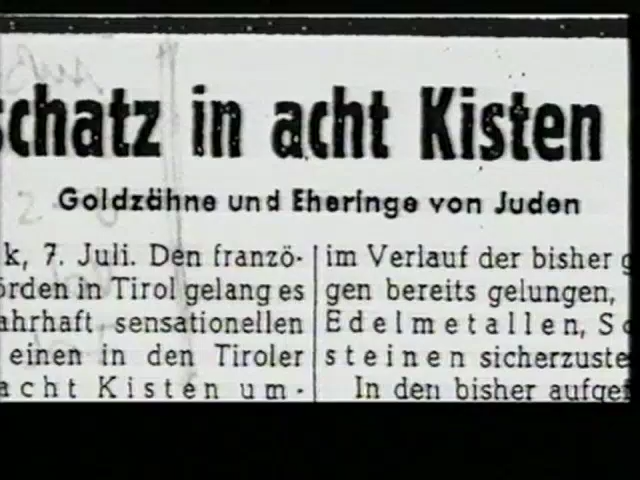 schatz in acht Kisten
Goldzähne und Eheringe von Juden
k, 7. Juli. Den franzö-
örden in Tirol gelang es
ahrhaft sensationellen
einen in den Tiroler
acht Kisten um-
im Verlauf der bisher g
gen bereits gelungen,
Edelmetallen, Sc
steinen sicherzuste
In den bisher aufgef